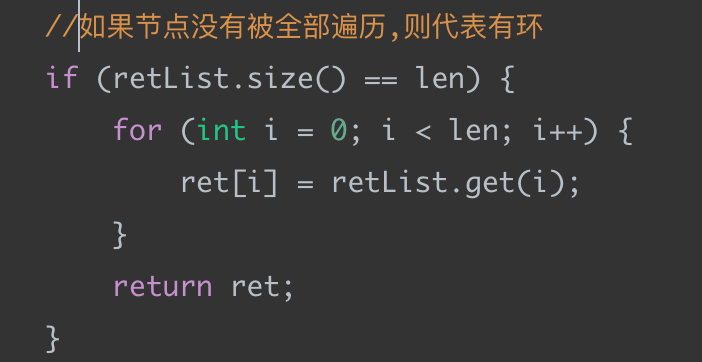 //如果节点没有被全部遍历,则代表有环
if (retList.size() == len) {
    for (int i = 0; i < len; i++) {
        ret[i] = retList.get(i);
    }
    return ret;
}